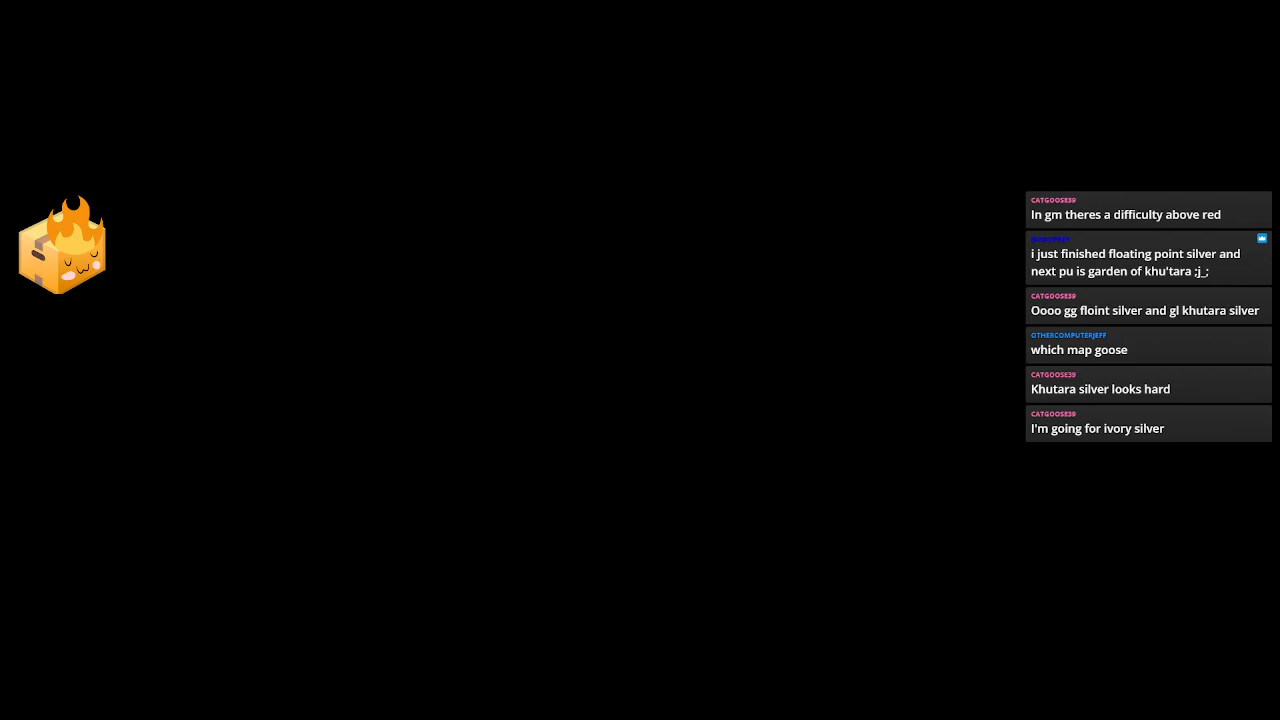 CATGOOSE39
In gm theres a difficulty above red
i just finished floating point silver and
next pu is garden of khu'tara ;j_;
CATGOOSE39
Oooo gg floint silver and gl khutara silver
OTHERCOMPUTERJEFF
which map goose
CATGOOSE39
Khutara silver looks hard
CATGOOSE39
I'm going for ivory silver